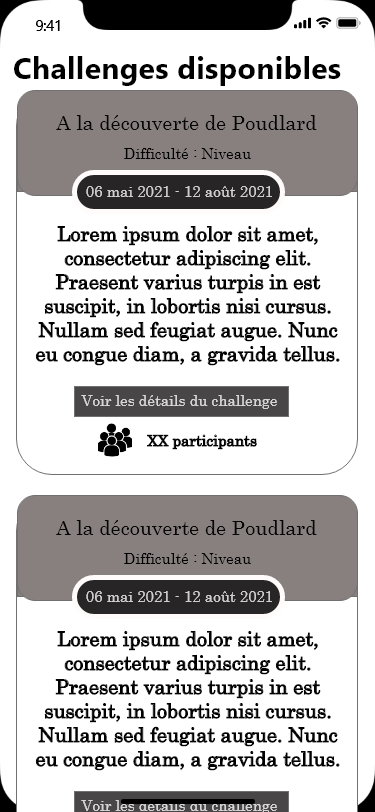 9:41
Challenges disponibles
A la découverte de Poudlard
Difficulté : Niveau
06 mai 2021 - 12 août 2021
Lorem ipsum dolor sit amet,
consectetur adipiscing elit.
Praesent varius turpis in est
suscipit, in lobortis nisi cursus.
Nullam sed feugiat augue. Nunc
eu congue diam, a gravida tellus.
Voir les détails du challenge
XX participants
A la découverte de Poudlard
Difficulté : Niveau
06 mai 2021 - 12 août 2021
Lorem ipsum dolor sit amet,
consectetur adipiscing elit.
Praesent varius turpis in est
suscipit, in lobortis nisi cursus.
Nullam sed feugiat augue. Nunc
eu congue diam, a gravida tellus.
Voir les détails du challenge